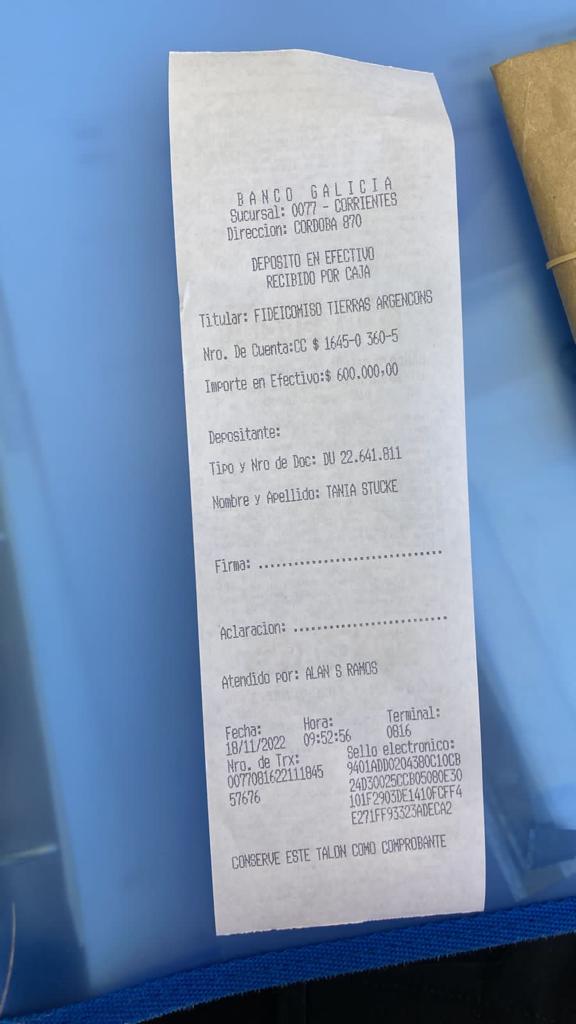 BANCO GALICIA
Sucursal: 0077 - CORRIENTES
Direccion: CORDOBA 870
DEPOSITO EN EFECTIVO
RECIBIDO POR CAJA
Titular: FIDEICOMISO TIERRAS ARGENCONS
Nro. De Cuenta:CC $ 1645-0 360-5
Importe en Efectivo:$ 600.000,00
Depositante:
Tipo y Nro de Doc: DU 22.641.811
Nombre y Apellido: TANIA STUCKE
Firma: ...............................
Aclaracion: ..........................
Atendido por: ALAN S RAMOS
Fecha: Hora: Terminal:
18/11/2022 09:52:56 0816
Nro. de Trx: Sello electronico:
0077081622111845 9401ADD0204380C10CB
57676 24D30025CCB05080E30
101F2903DE1410FCFF4
E271FF93323ADECA2
CONSERVE ESTE TALON COMO COMPROBANTE